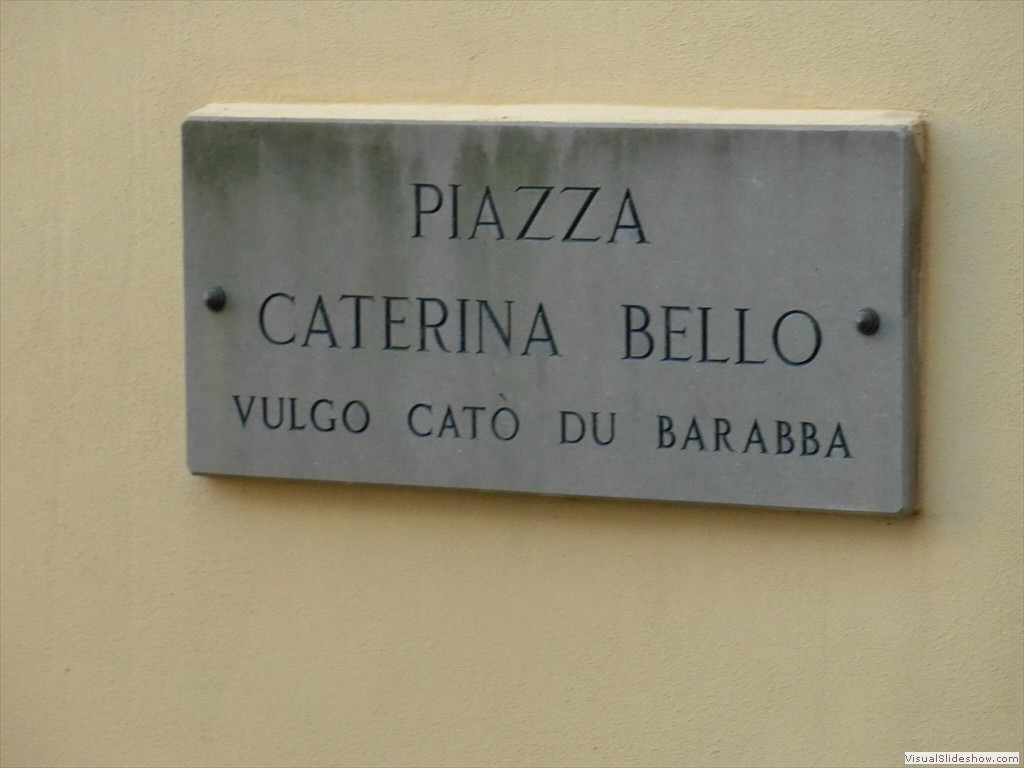 PIAZZA
CATERINA BELLO
VULGO CATÒ DU BARABBA
VisualSlideshow.com